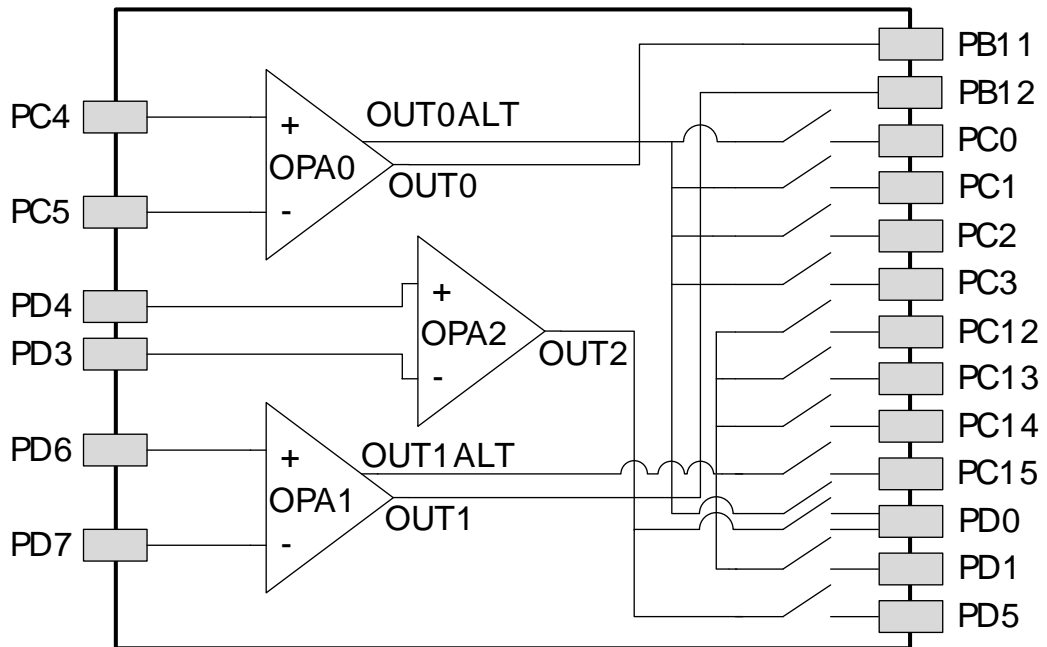 PC4
PC5
PD4
PD3
PD6
PD7
+
OPA0
-
OUT0ALT
OUT0
+
OPA2
-
OUT2
+
OPA1
-
OUT1ALT
OUT1
PB11
PB12
PC0
PC1
PC2
PC3
PC12
PC13
PC14
PC15
PD0
PD1
PD5